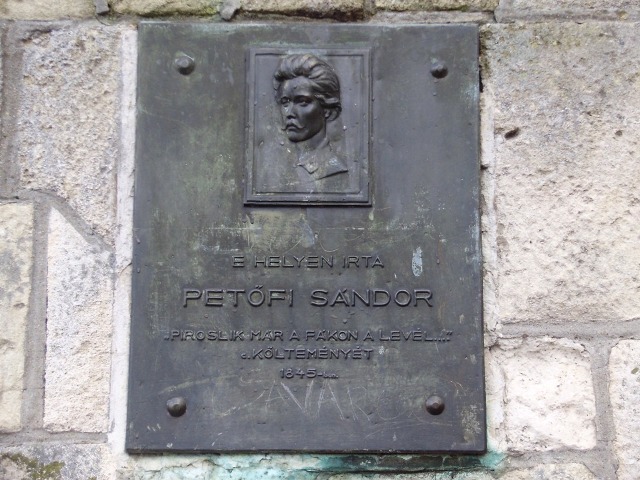 E HELYEN IRTA
PETŐFI SÁNDOR
„PIROSLIK MÁR A FÁKON A LEVÉL...."
c. KÖLTEMÉNYÉT
1845-b.n.